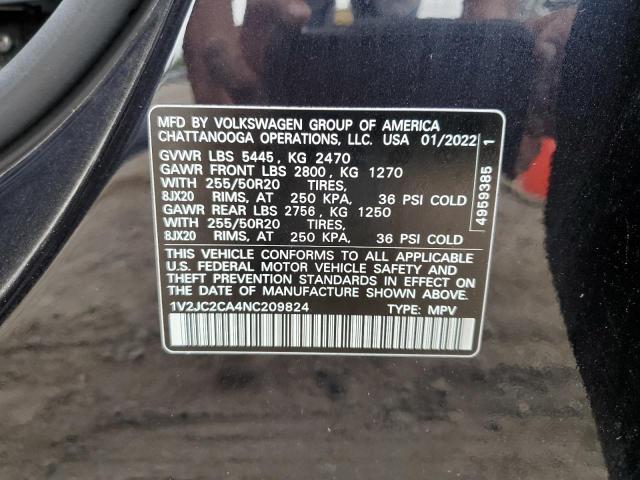 MFD BY VOLKSWAGEN GROUP OF AMERICA
CHATTANOOGA OPERATIONS, LLC. USA 01/2022
GVWR LBS 5445, KG 2470
GAWR FRONT LBS 2800, KG 1270
WITH 255/50R20 TIRES,
8JX20 RIMS, AT 250 KPA, 36 PSI COLD
GAWR REAR LBS 2756, KG 1250
WITH 255/50R20 TIRES,
8JX20 RIMS, AT 250 KPA, 36 PSI COLD
THIS VEHICLE CONFORMS TO ALL APPLICABLE
U.S. FEDERAL MOTOR VEHICLE SAFETY AND
THEFT PREVENTION STANDARDS IN EFFECT ON
THE DATE OF MANUFACTURE SHOWN ABOVE.
1V2JC2CA4NC209824 TYPE: MPV
4959385 1